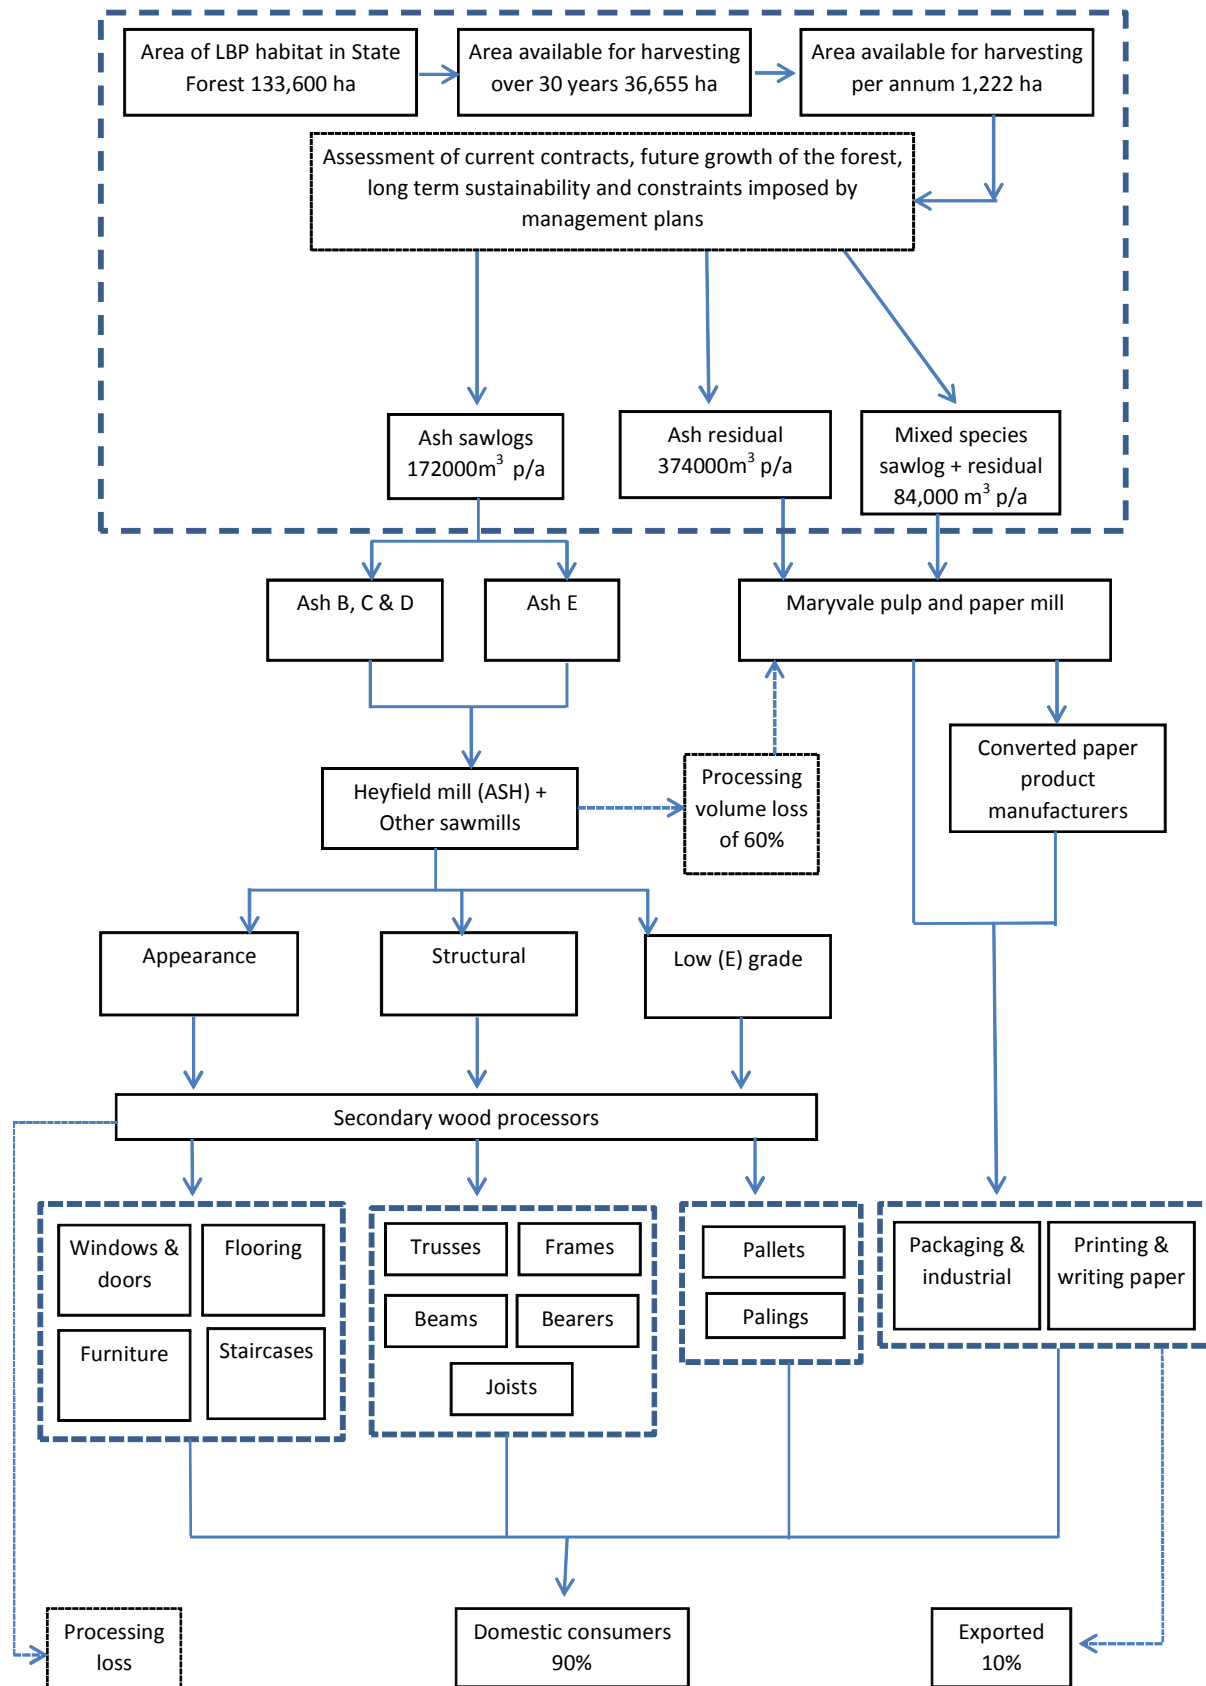 Area of LBP habitat in State
Forest 133,600 ha
Area available for harvesting
over 30 years 36,655 ha
Area available for harvesting
per annum 1,222 ha
Assessment of current contracts, future growth of the forest,
long term sustainability and constraints imposed by
management plans
Ash sawlogs
172000m³ p/a
Ash residual
374000m³ p/a
Mixed species
sawlog + residual
84,000 m³ p/a
Ash B, C & D
Ash E
Maryvale pulp and paper mill
Heyfield mill (ASH) +
Other sawmills
Processing
volume loss
of 60%
Converted paper
product
manufacturers
Appearance
Structural
Low (E) grade
Secondary wood processors
Windows &
doors
Flooring
Furniture
Staircases
Trusses
Frames
Beams
Bearers
Joists
Pallets
Palings
Packaging &
industrial
Printing &
writing paper
Processing
loss
Domestic consumers
90%
Exported
10%